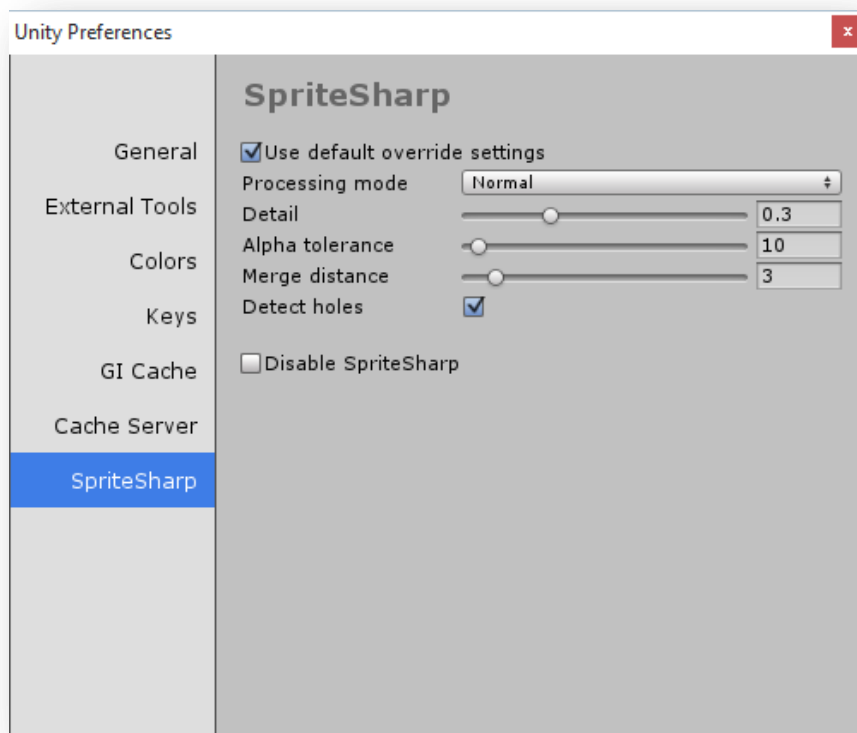 Unity Preferences
x
General
External Tools
Colors
Keys
GI Cache
Cache Server
SpriteSharp
SpriteSharp
Use default override settings
Processing mode Normal
Detail 0.3
Alpha tolerance 10
Merge distance 3
Detect holes
Disable SpriteSharp